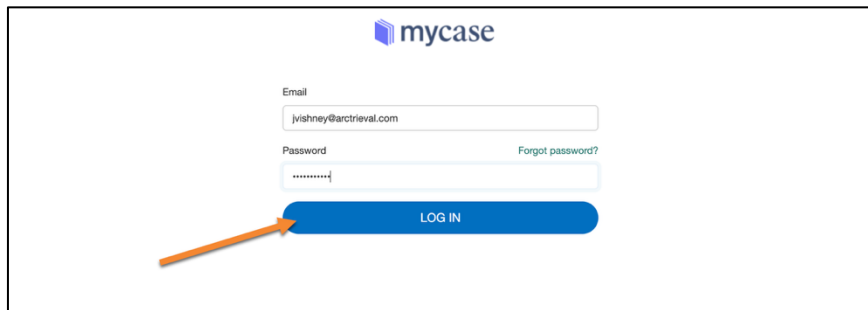 mycase
Email
jvishney@arctrieval.com
Password Forgot password?
•••••••••••
LOG IN